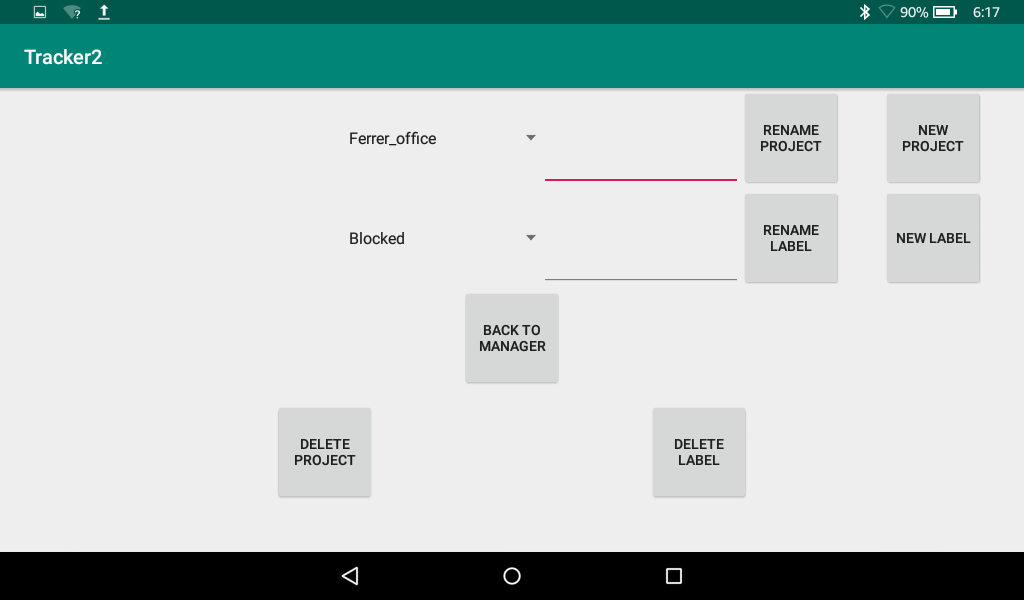 90% 6:17
Tracker2
Ferrer_office
RENAME
PROJECT
NEW
PROJECT
Blocked
RENAME
LABEL
NEW LABEL
BACK TO
MANAGER
DELETE
PROJECT
DELETE
LABEL